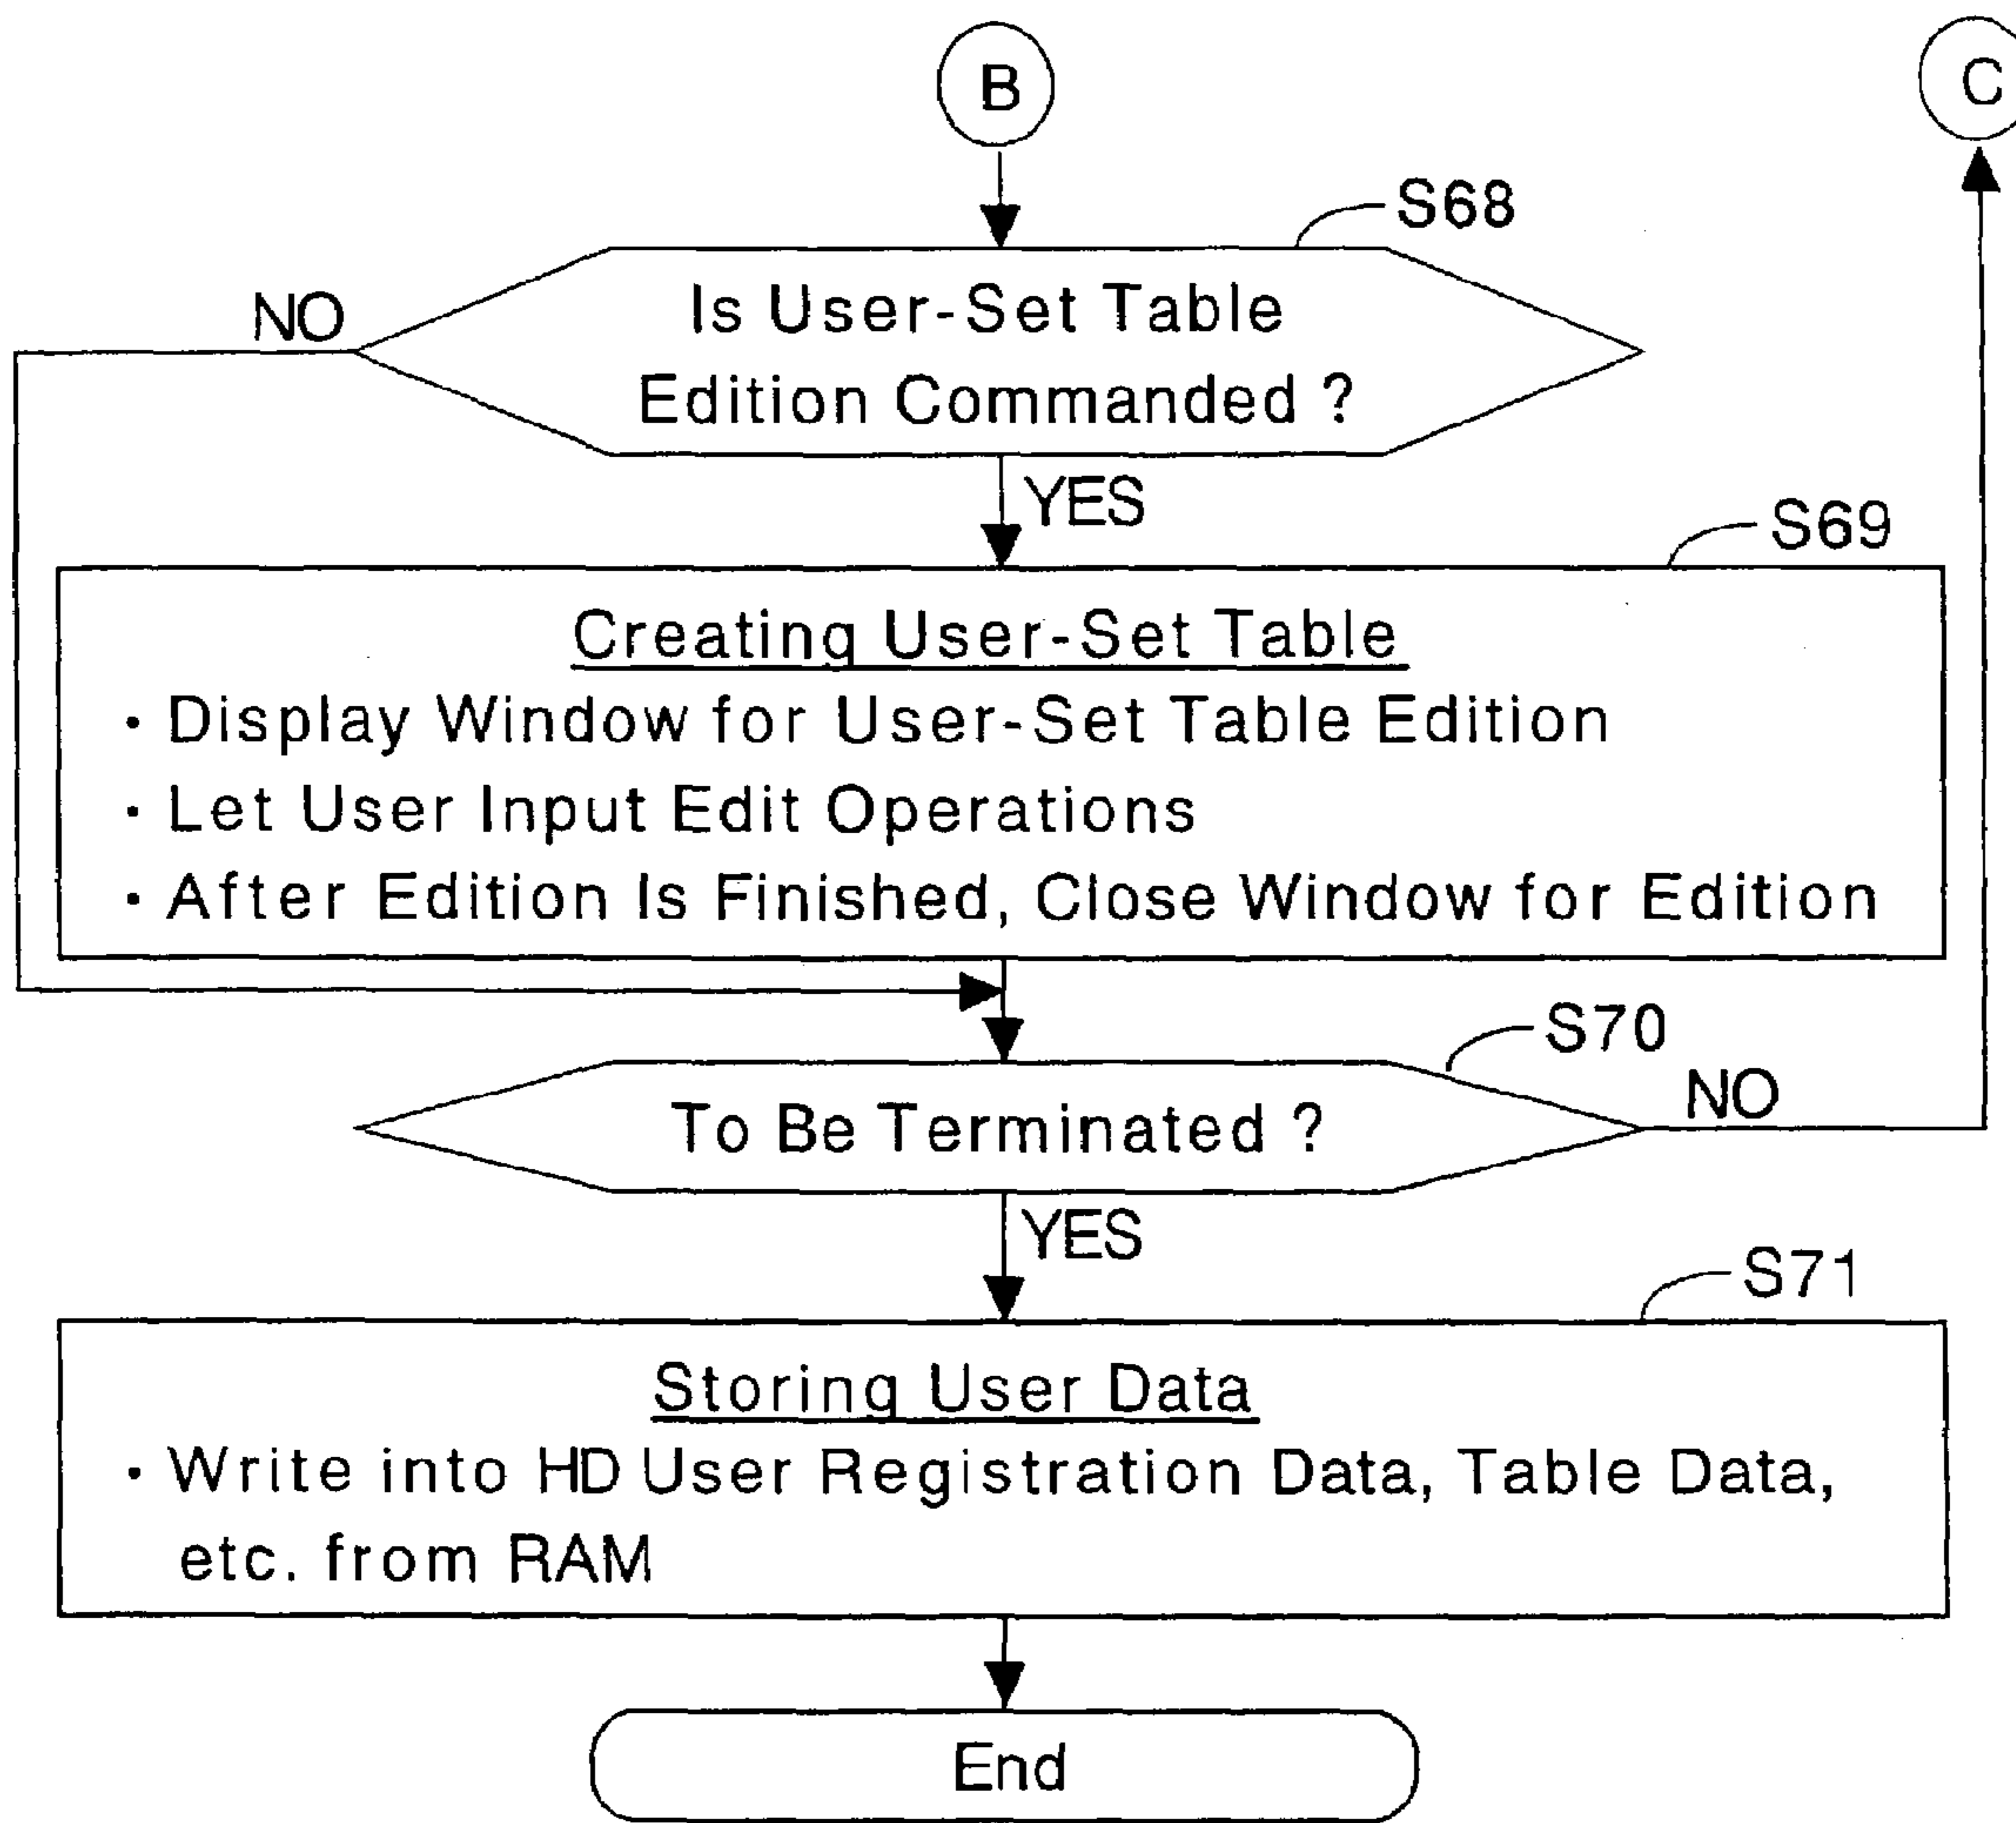 B
C
S68
NO
Is User-Set Table
Edition Commanded ?
YES
S69
Creating User-Set Table
· Display Window for User-Set Table Edition
· Let User Input Edit Operations
· After Edition Is Finished, Close Window for Edition
S70
To Be Terminated ?
NO
YES
S71
Storing User Data
· Write into HD User Registration Data, Table Data,
etc. from RAM
End